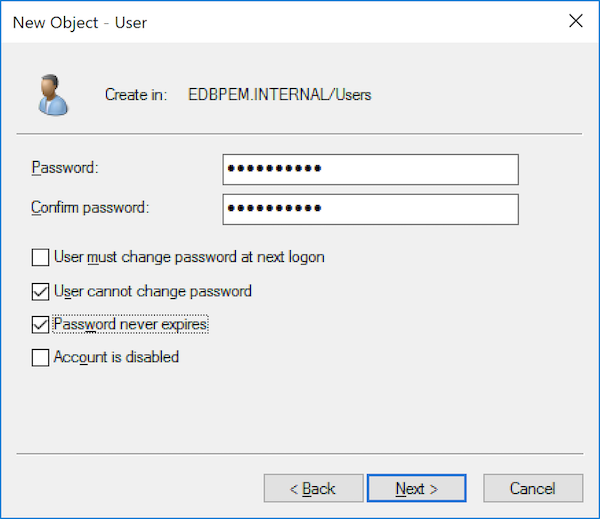 New Object - User
Create in: EDBPEM.INTERNAL/Users
Password: ●●●●●●●●●●
Confirm password: ●●●●●●●●●●
User must change password at next logon
User cannot change password
Password never expires
Account is disabled
< Back Next > Cancel